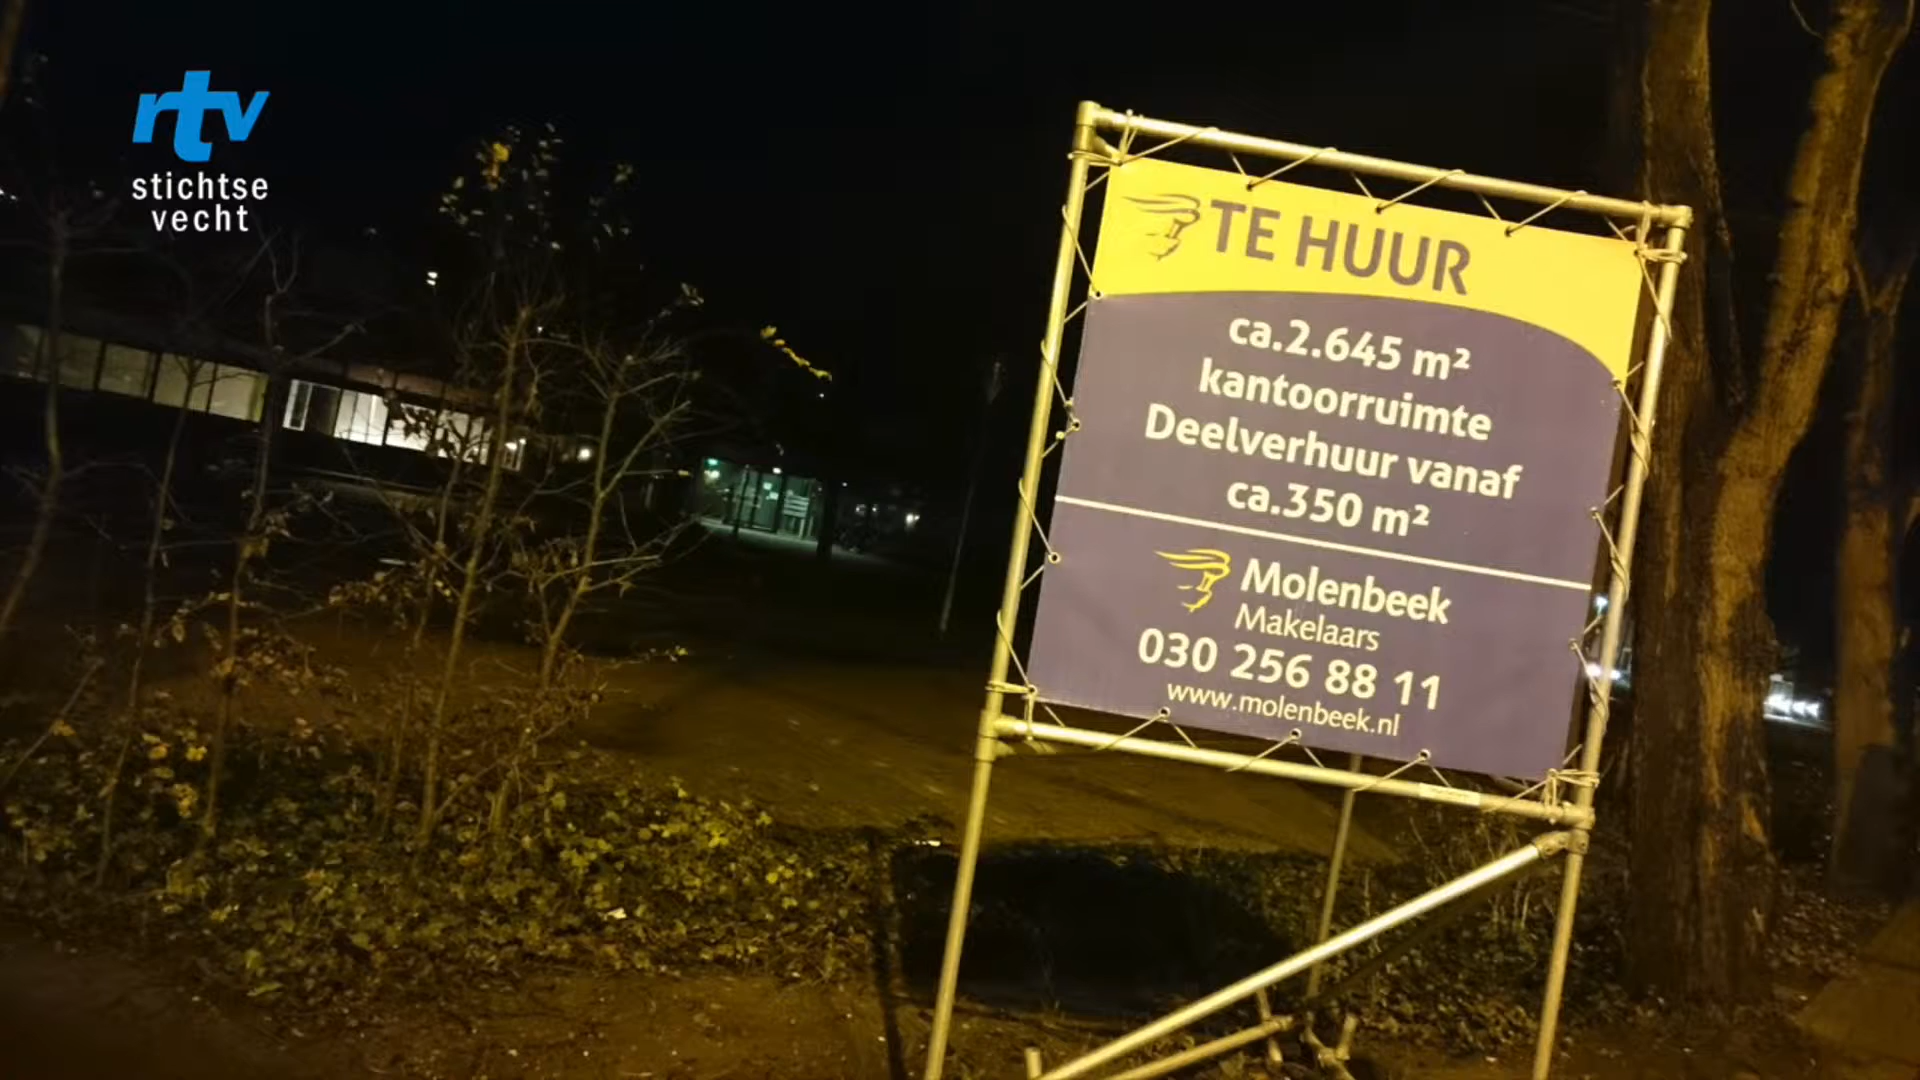 rtv
stichtse
vecht
TE HUUR
ca.2.645 m²
kantoorruimte
Deelverhuur vanaf
ca.350 m²
Molenbeek
Makelaars
030 256 88 11
www.molenbeek.nl